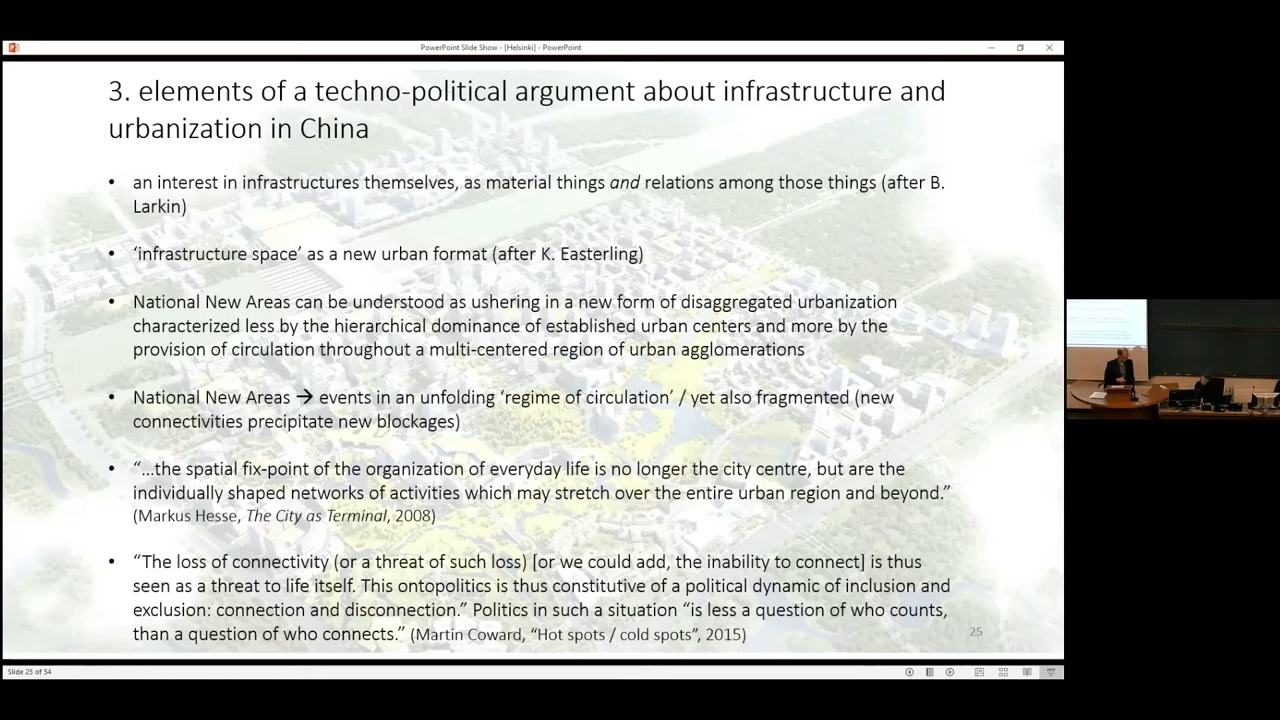 PowerPoint Slide Show - [Helsinki] - PowerPoint
3. elements of a techno-political argument about infrastructure and
urbanization in China
• an interest in infrastructures themselves, as material things and relations among those things (after B.
Larkin)
• ‘infrastructure space’ as a new urban format (after K. Easterling)
• National New Areas can be understood as ushering in a new form of disaggregated urbanization
characterized less by the hierarchical dominance of established urban centers and more by the
provision of circulation throughout a multi-centered region of urban agglomerations
• National New Areas → events in an unfolding ‘regime of circulation’ / yet also fragmented (new
connectivities precipitate new blockages)
• “…the spatial fix-point of the organization of everyday life is no longer the city centre, but are the
individually shaped networks of activities which may stretch over the entire urban region and beyond.”
(Markus Hesse, The City as Terminal, 2008)
• “The loss of connectivity (or a threat of such loss) [or we could add, the inability to connect] is thus
seen as a threat to life itself. This ontopolitics is thus constitutive of a political dynamic of inclusion and
exclusion: connection and disconnection.” Politics in such a situation “is less a question of who counts,
than a question of who connects.” (Martin Coward, “Hot spots / cold spots”, 2015)
25
Slide 25 of 54